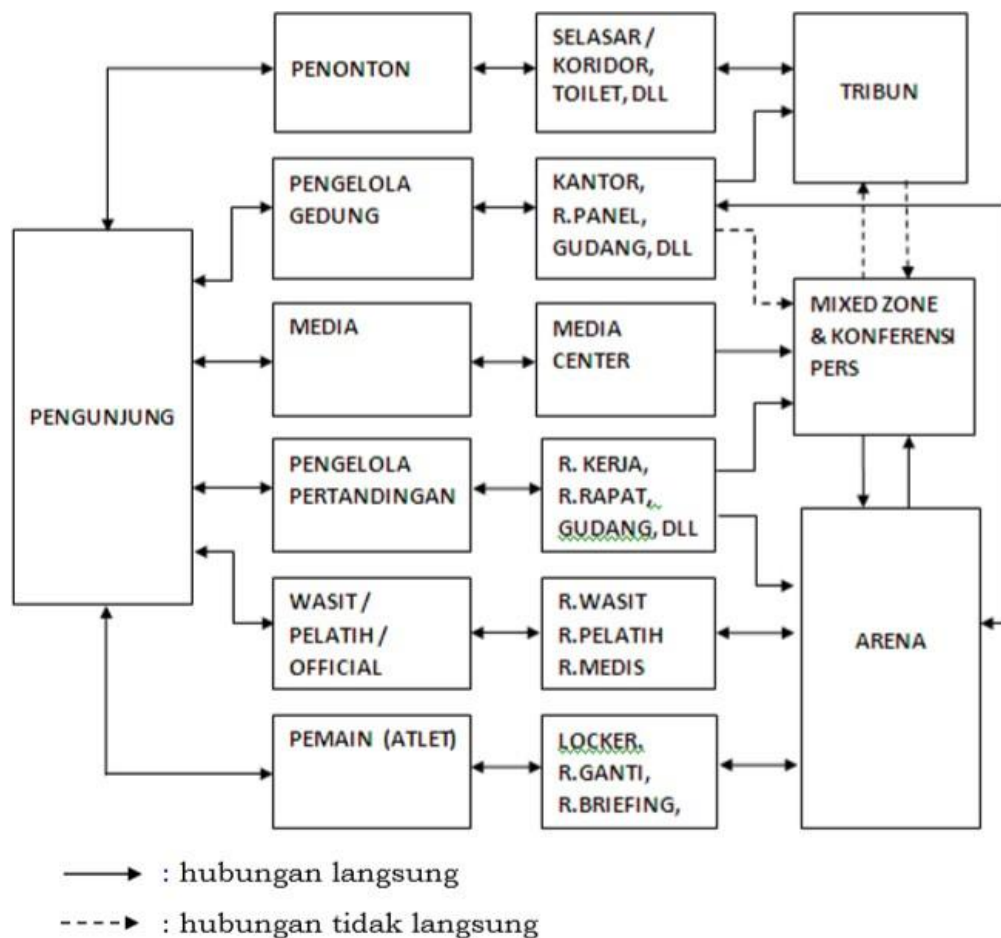 PENGUNJUNG
PENONTON
SELASAR /
KORIDOR,
TOILET, DLL
TRIBUN
PENGELOLA
GEDUNG
KANTOR,
R.PANEL,
GUDANG, DLL
MEDIA
MEDIA
CENTER
MIXED ZONE
& KONFERENSI
PERS
PENGELOLA
PERTANDINGAN
R. KERJA,
R.RAPAT,
GUDANG, DLL
WASIT /
PELATIH /
OFFICIAL
R.WASIT
R.PELATIH
R.MEDIS
ARENA
PEMAIN (ATLET)
LOCKER,
R.GANTI,
R.BRIEFING,
: hubungan langsung
: hubungan tidak langsung